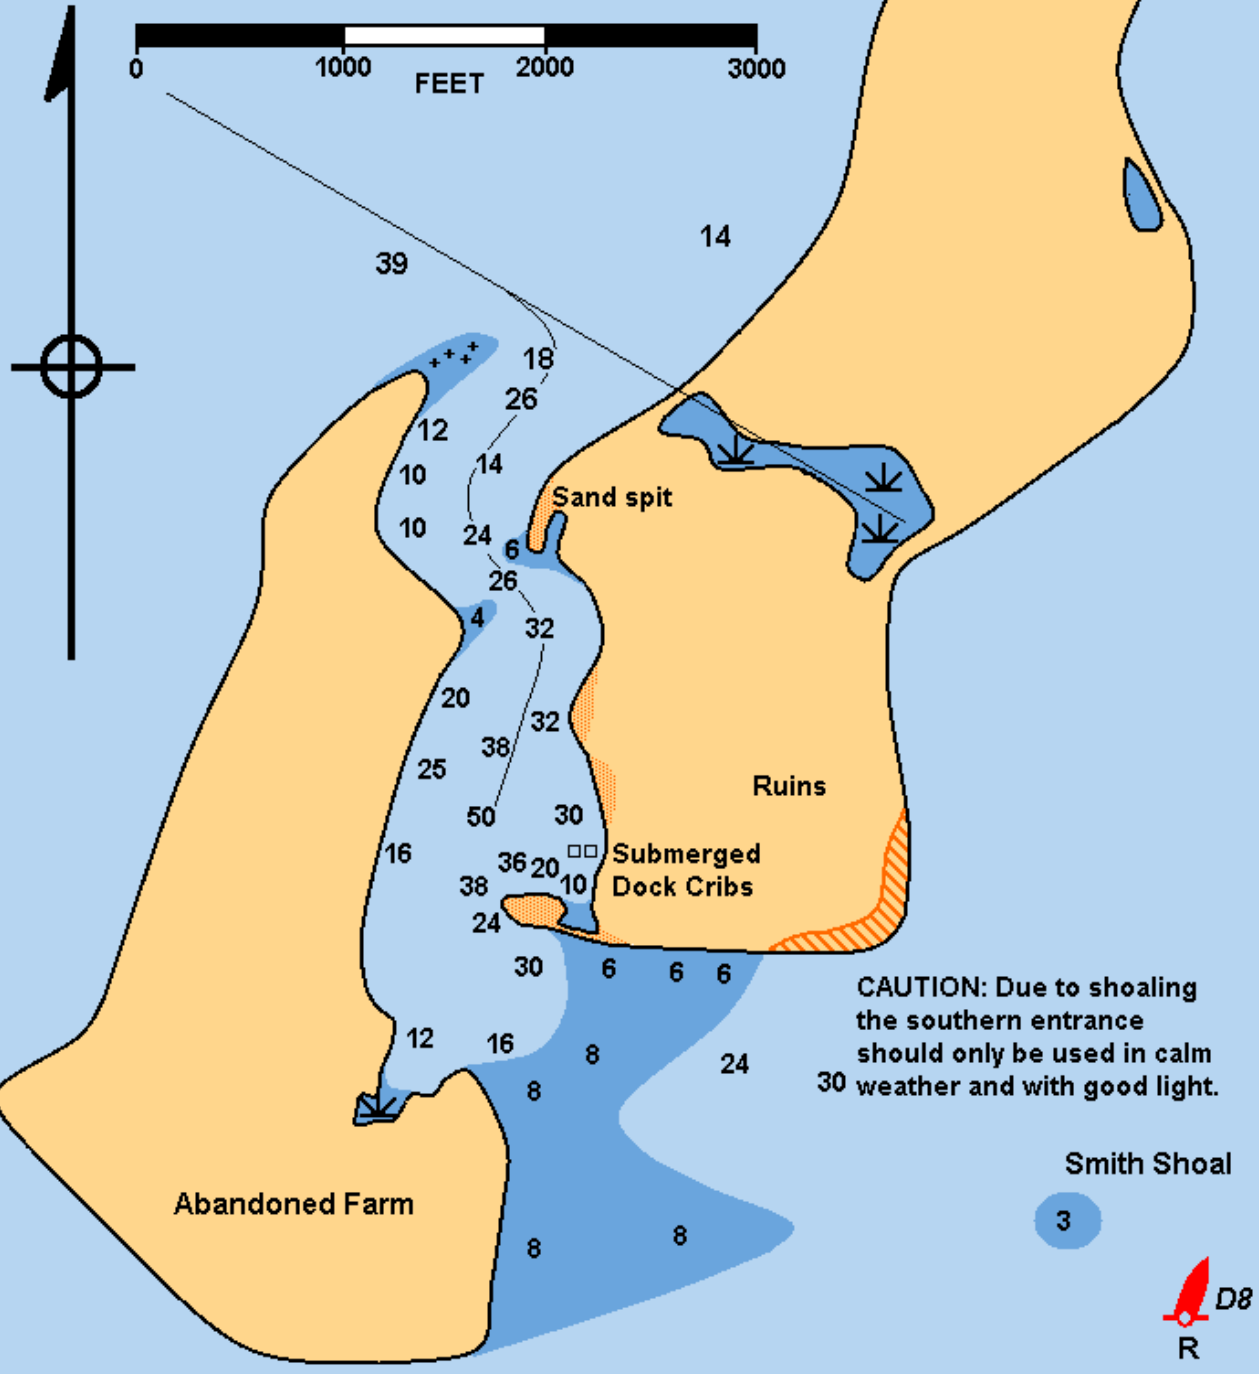 0 1000 2000 3000
FEET
14
39
18
26
12
14
10
Sand spit
10
24
6
26
4
32
20
32
38
25
Ruins
50
30
16
36
20
Submerged
38
10
Dock Cribs
24
30
6
6
6
CAUTION: Due to shoaling
the southern entrance
should only be used in calm
weather and with good light.
12
16
8
24
30
8
Smith Shoal
Abandoned Farm
3
8
8
D8
R